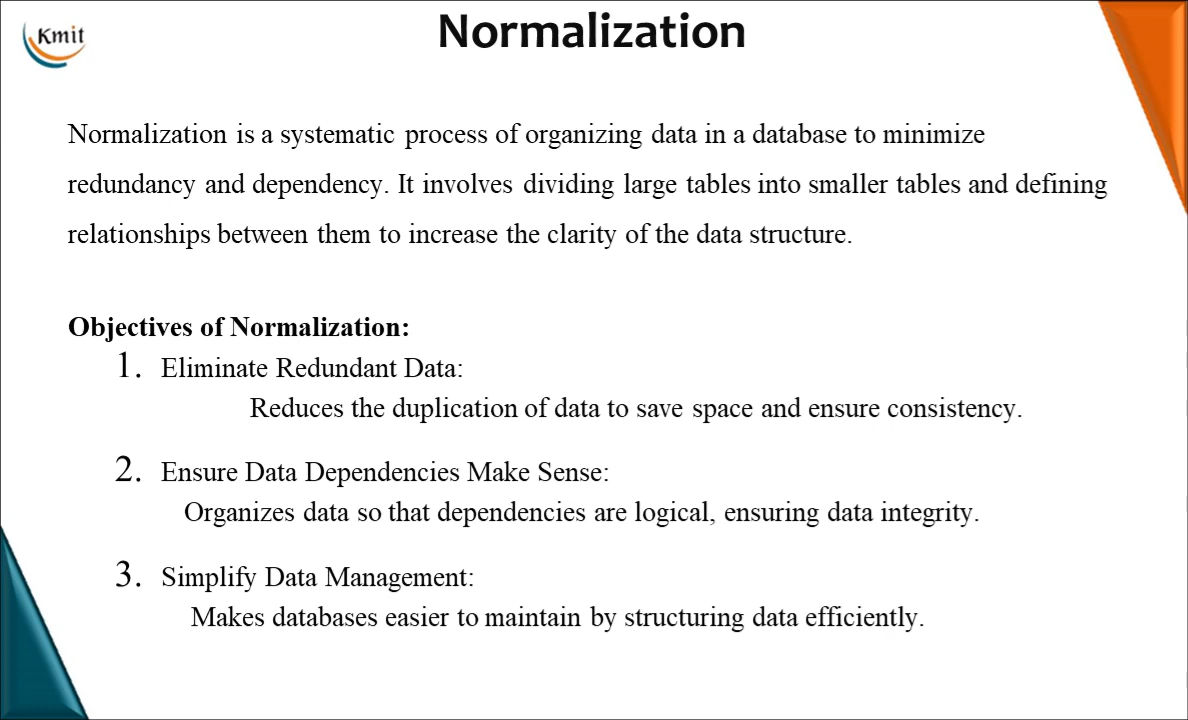 Kmit
Normalization
Normalization is a systematic process of organizing data in a database to minimize
redundancy and dependency. It involves dividing large tables into smaller tables and defining
relationships between them to increase the clarity of the data structure.
Objectives of Normalization:
1. Eliminate Redundant Data:
Reduces the duplication of data to save space and ensure consistency.
2. Ensure Data Dependencies Make Sense:
Organizes data so that dependencies are logical, ensuring data integrity.
3. Simplify Data Management:
Makes databases easier to maintain by structuring data efficiently.